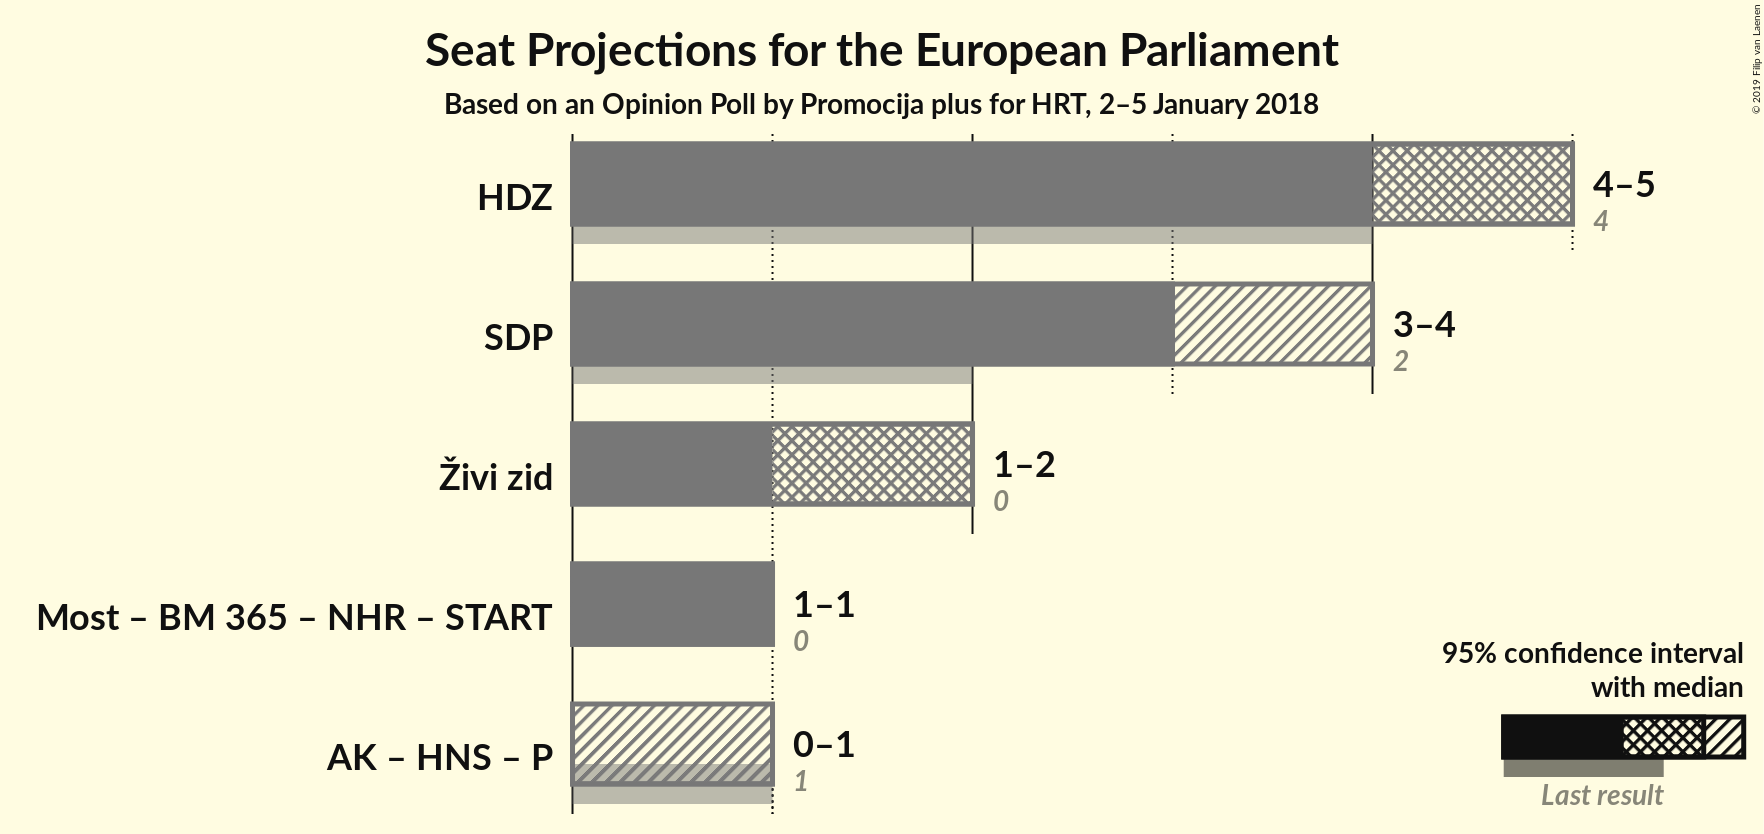 Seat Projections for the European Parliament
Based on an Opinion Poll by Promocija plus for HRT, 2–5 January 2018
© 2019 Filip van Laenen
HDZ
4–5
4
SDP
3–4
2
Živi zid
1–2
0
Most – BM 365 – NHR – START
1–1
0
AK – HNS – P
0–1
1
95% confidence interval
with median
Last result